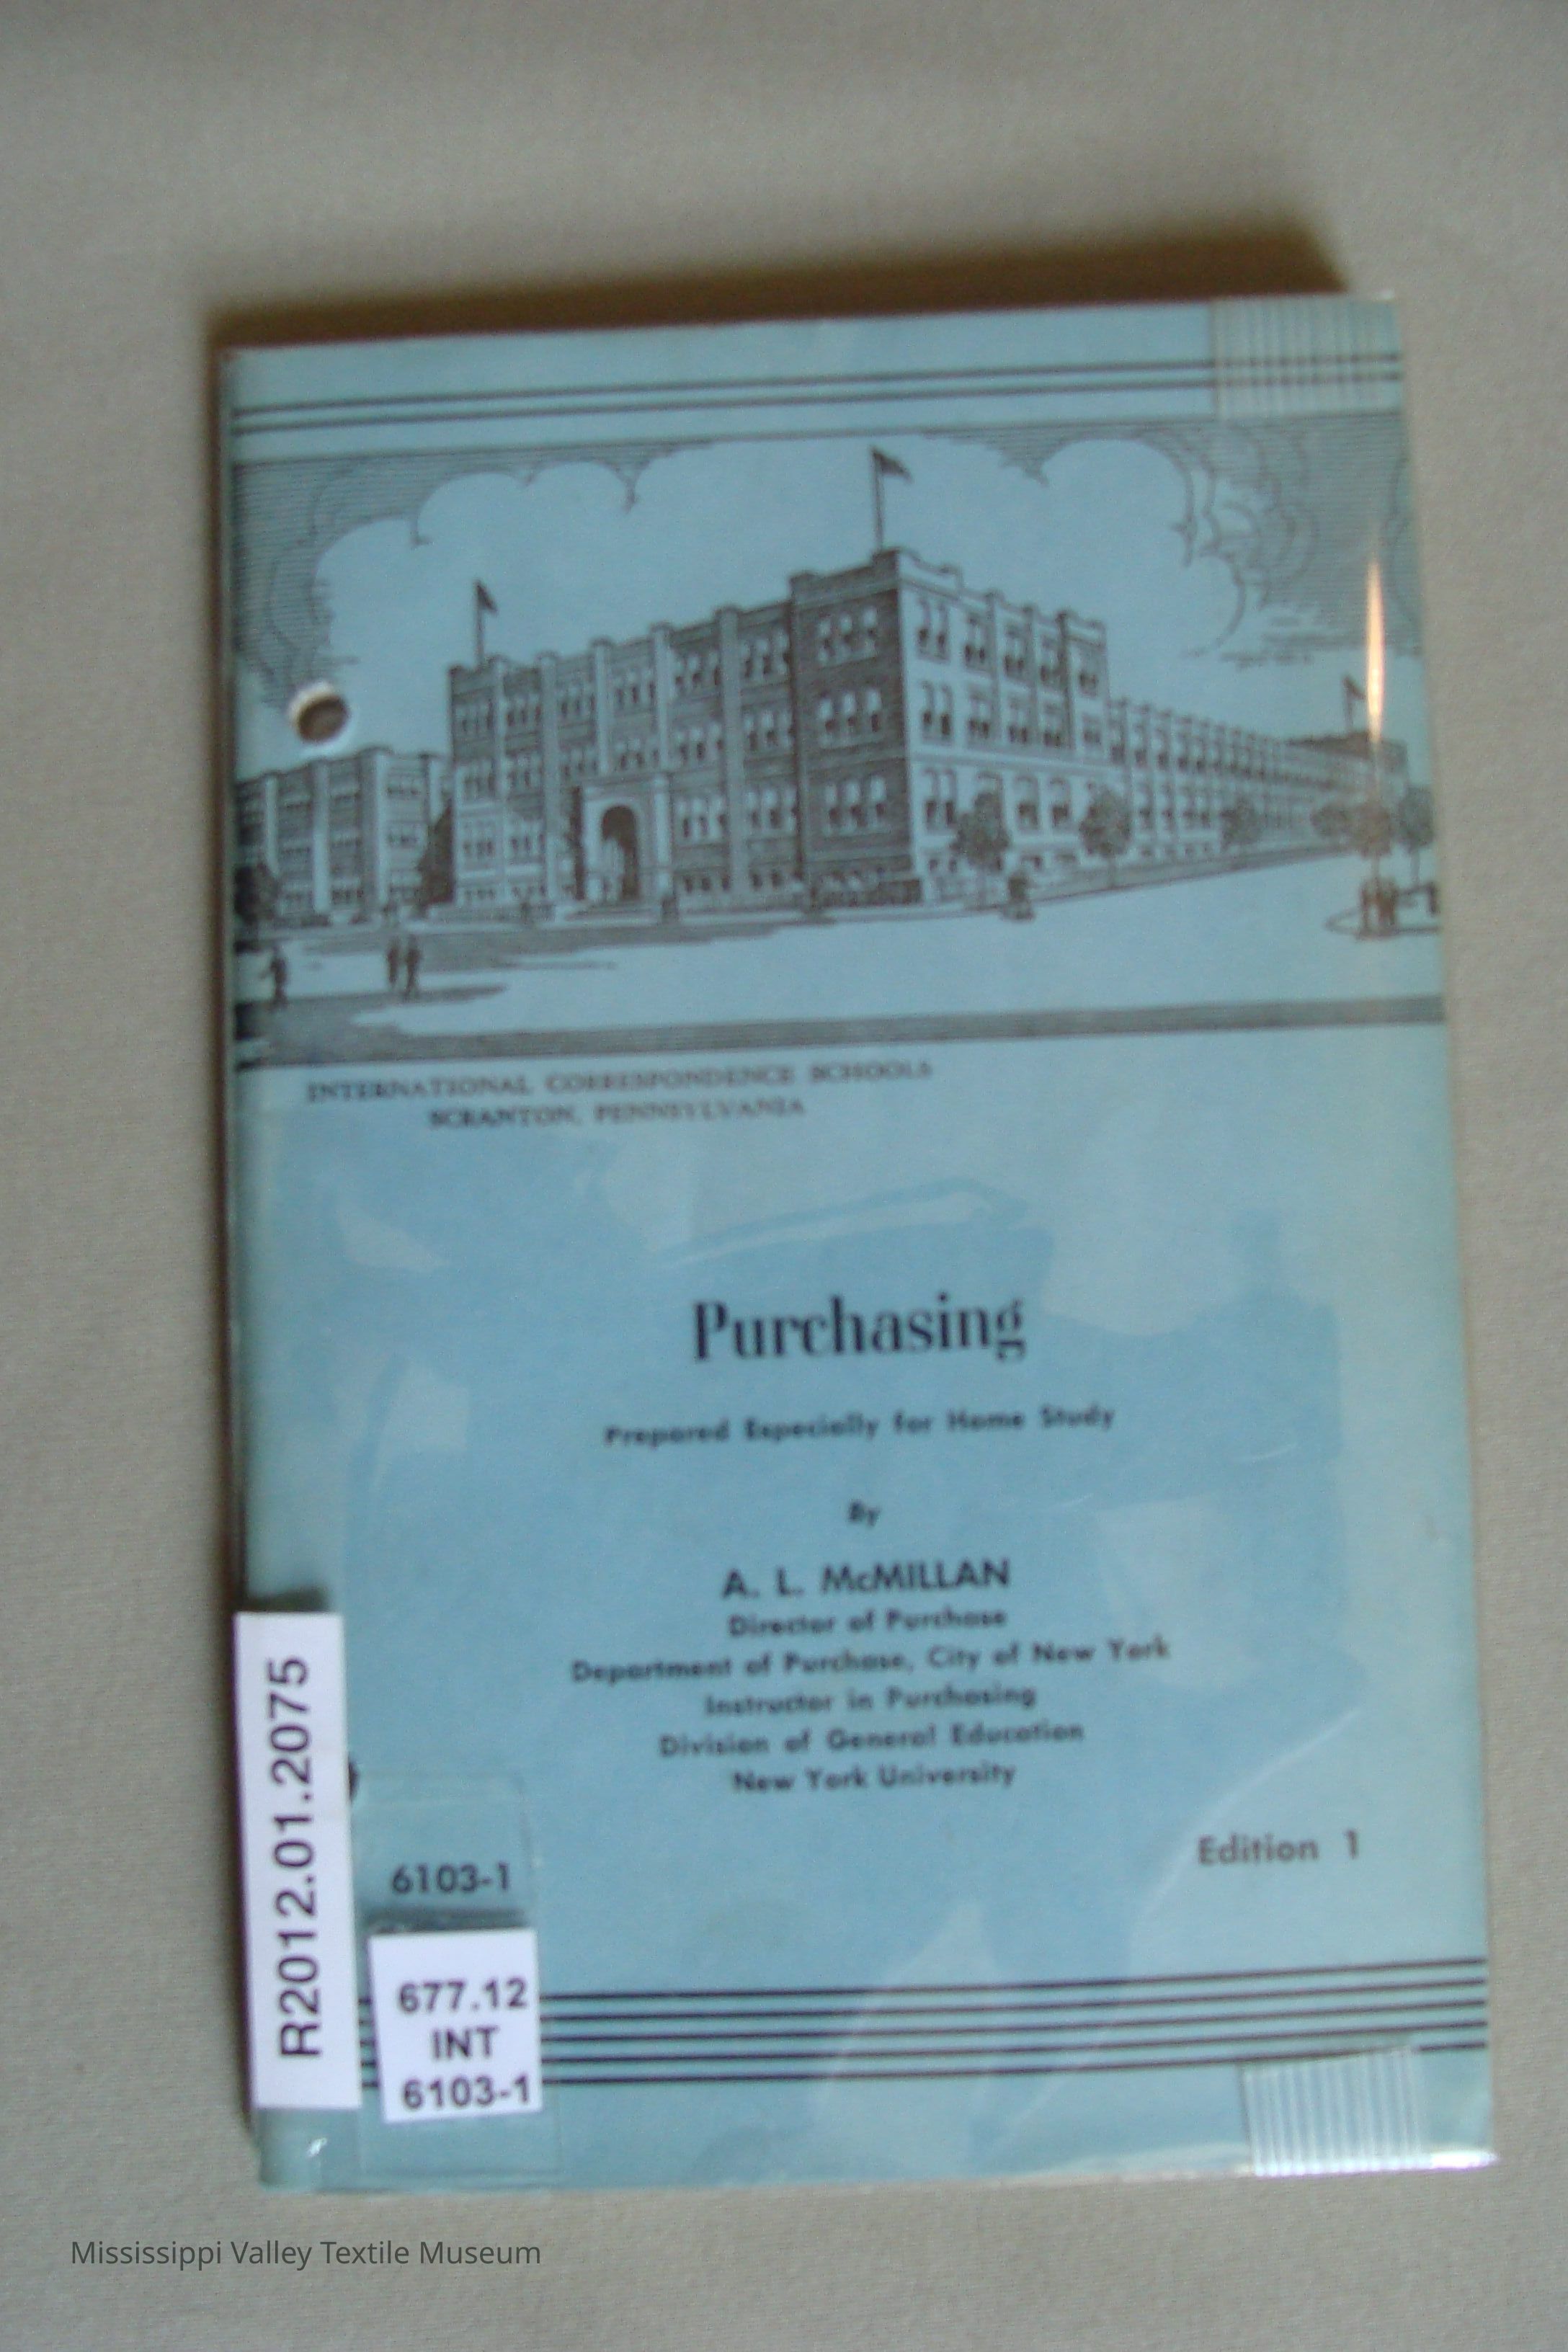 INTERNATIONAL CORRESPONDENCE SCHOOLS
SCRANTON, PENNSYLVANIA
Purchasing
Prepared Especially for Home Study
By
A. L. McMILLAN
Director of Purchase
Department of Purchase, City of New York
Instructor in Purchasing
Division of General Education
New York University
Edition 1
6103-1
R2012.01.2075
677.12
INT
6103-1
Mississippi Valley Textile Museum